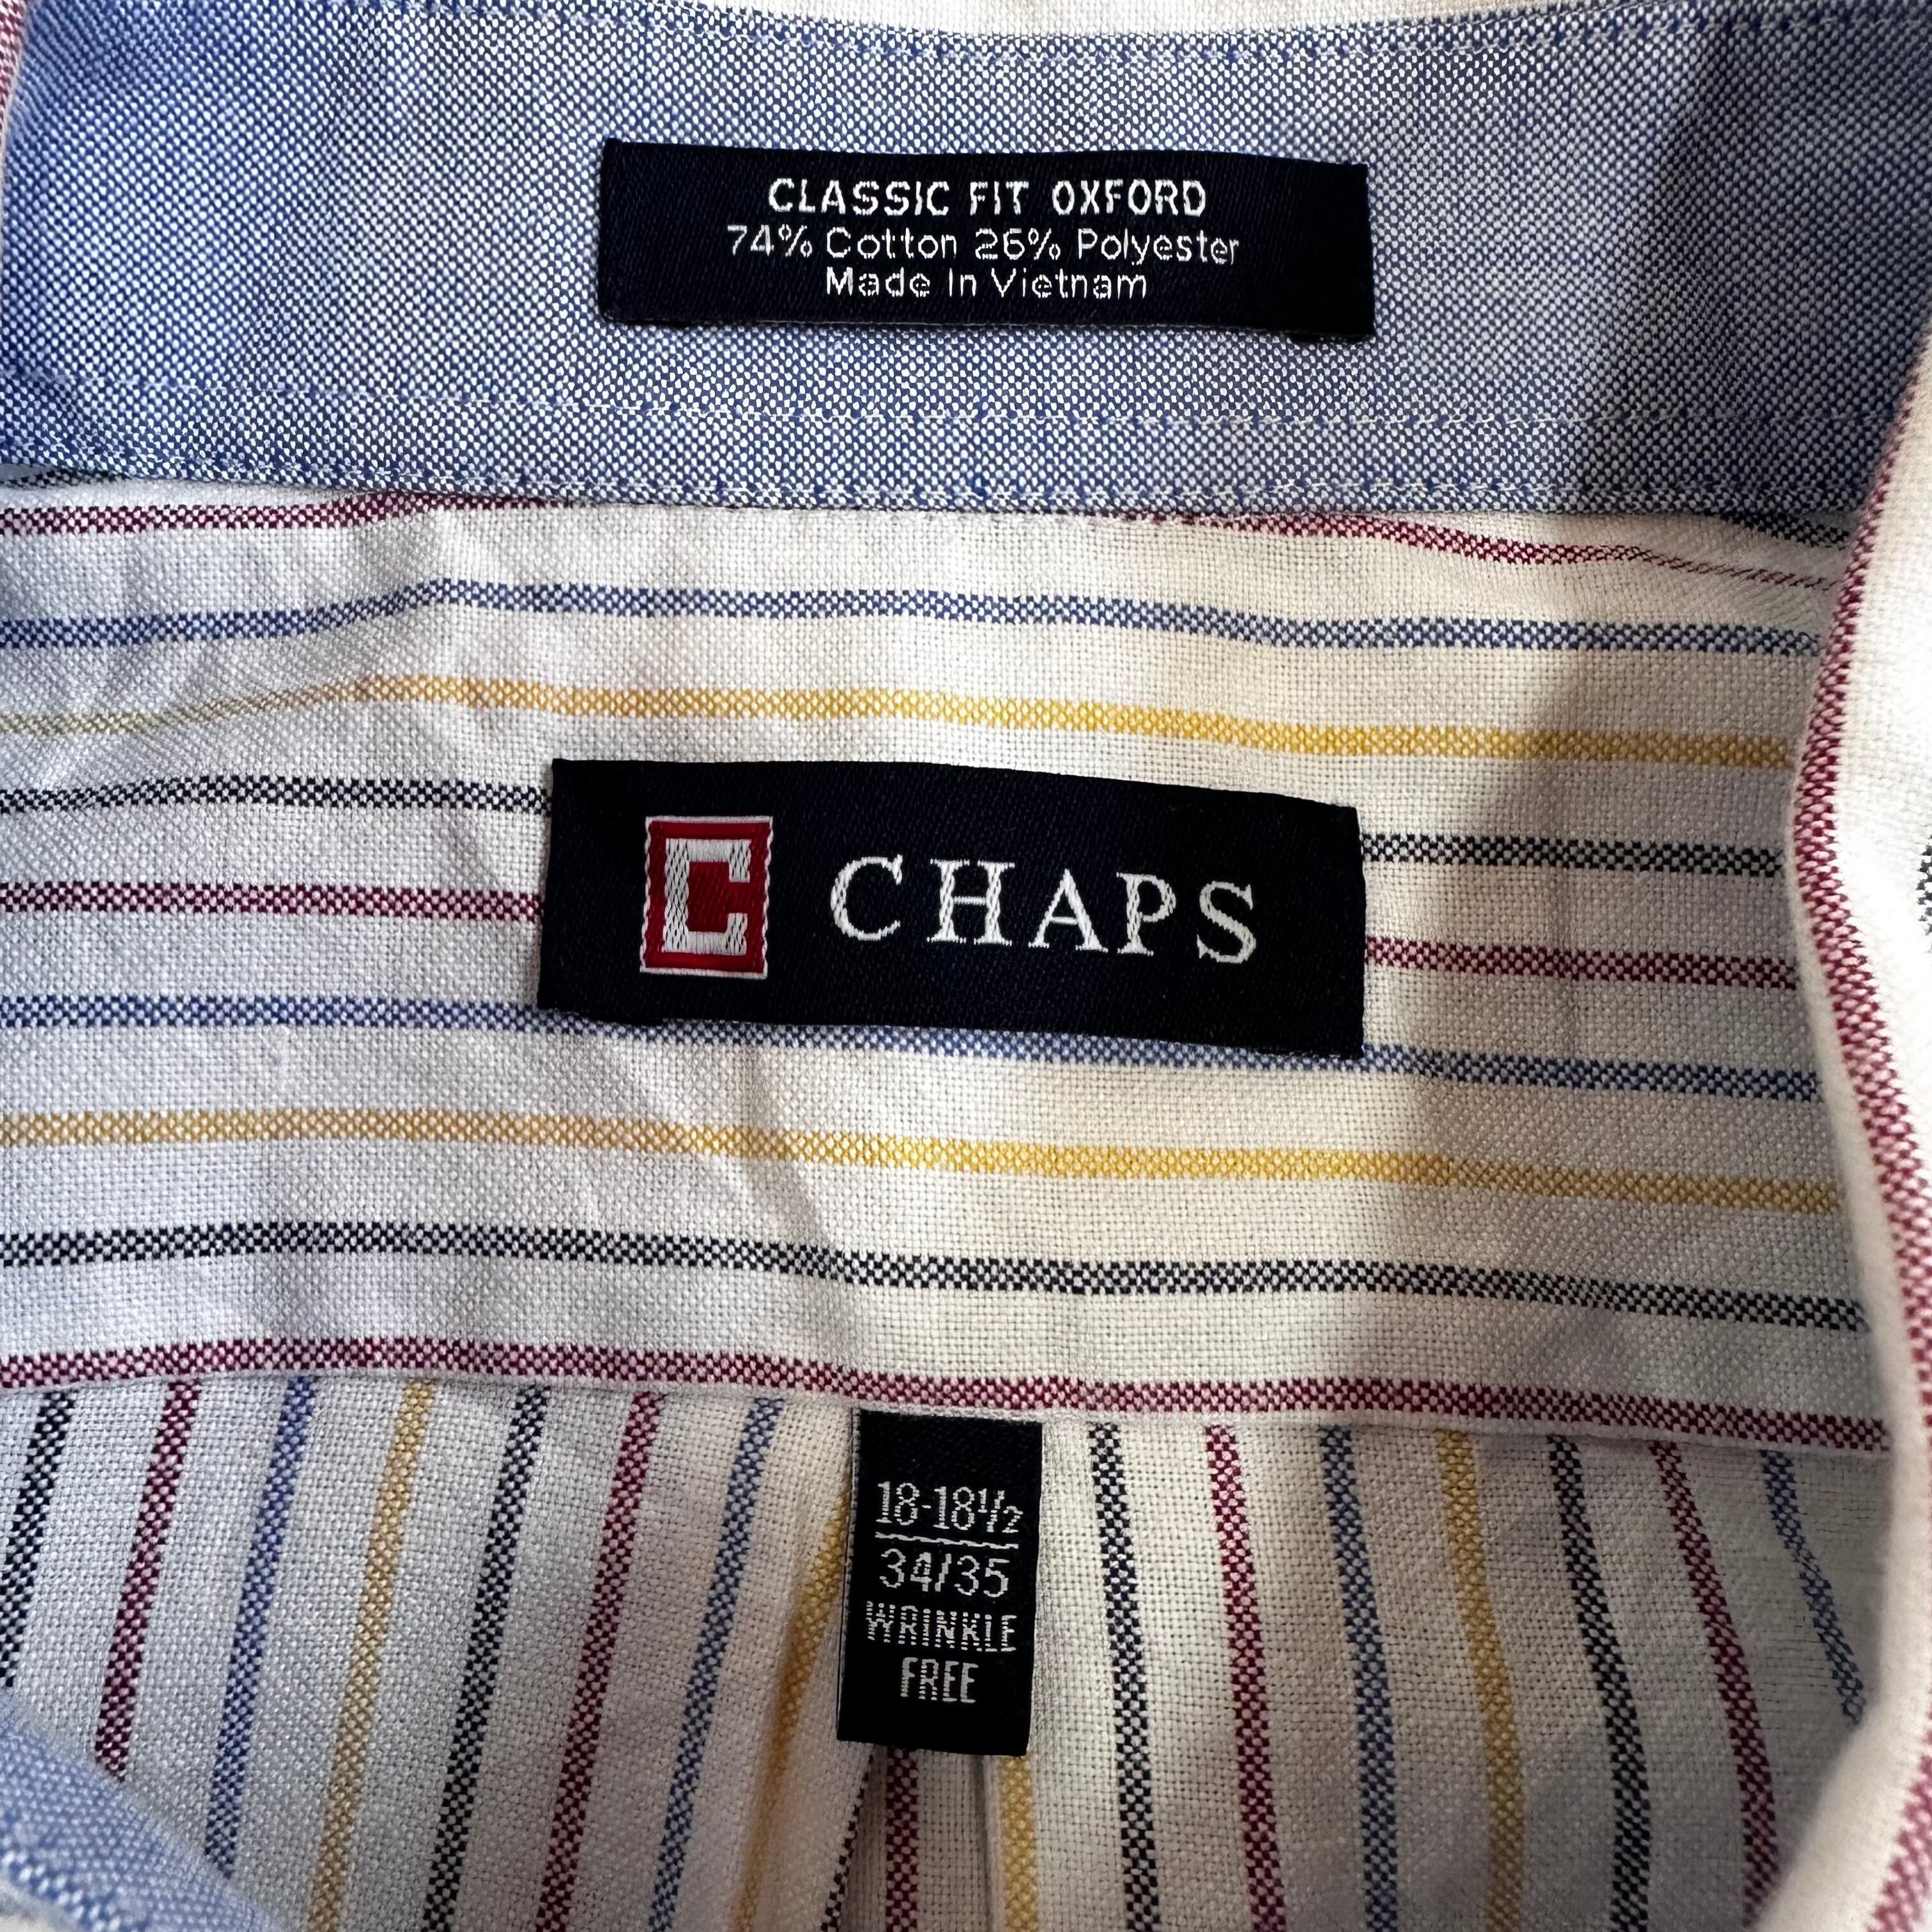 CLASSIC FIT OXFORD
74% Cotton 26% Polyester
Made In Vietnam
C CHAPS
18-18½
34/35
WRINKLE
FREE